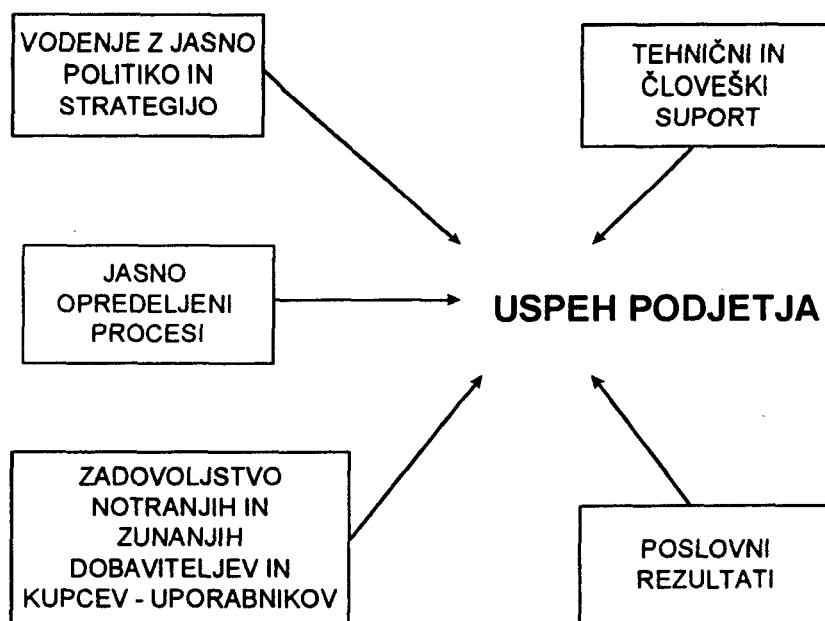 VODENJE Z JASNO
POLITIKO IN
STRATEGIJO
TEHNIČNI IN
ČLOVEŠKI
SUPORT
JASNO
OPREDELJENI
PROCESI
USPEH PODJETJA
ZADOVOLJSTVO
NOTRANJIH IN
ZUNANJIH
DOBAVITELJEV IN
KUPCEV - UPORABNIKOV
POSLOVNI
REZULTATI